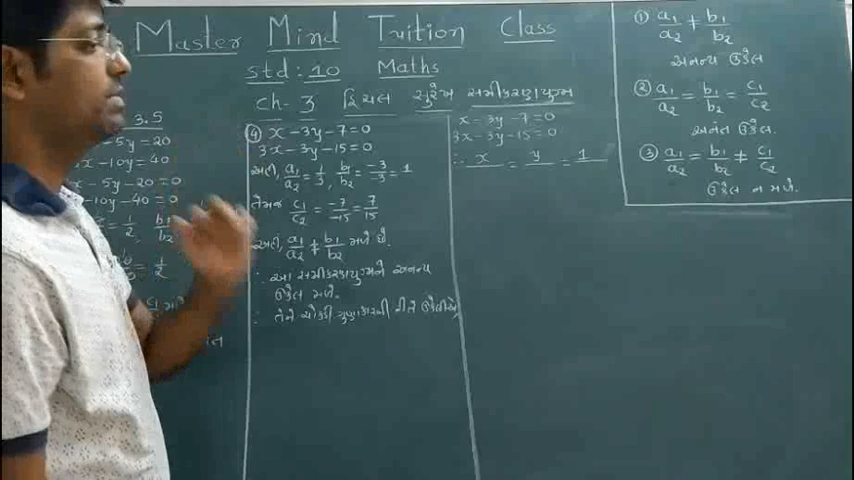 Master Mind Tuition Class
std : 10 Maths
Ch-3 દ્વિચલ સુરેખ સમીકરણયુગ્મ
3.5
-5y = 20
x - 10y = 40
x - 5y - 20 = 0
-10y - 40 = 0
= 1/2, b₁/b₂
= 1/2
④ x - 3y - 7 = 0
3x - 3y - 15 = 0
અહીં, a₁/a₂ = 1/3, b₁/b₂ = -3/-3 = 1
તેમજ c₁/c₂ = -7/-15 = 7/15
અહીં, a₁/a₂ ≠ b₁/b₂ મળે છે.
∴ આ સમીકરણયુગ્મને અનન્ય
ઉકેલ મળે.
∴ તેને ચોકડી ગુણાકારની રીતે ઉકેલીએ
x - 3y - 7 = 0
3x - 3y - 15 = 0
∴ x = y = 1
① a₁/a₂ ≠ b₁/b₂
અનન્ય ઉકેલ
② a₁/a₂ = b₁/b₂ = c₁/c₂
અનંત ઉકેલ.
③ a₁/a₂ = b₁/b₂ ≠ c₁/c₂
ઉકેલ ન મળે.